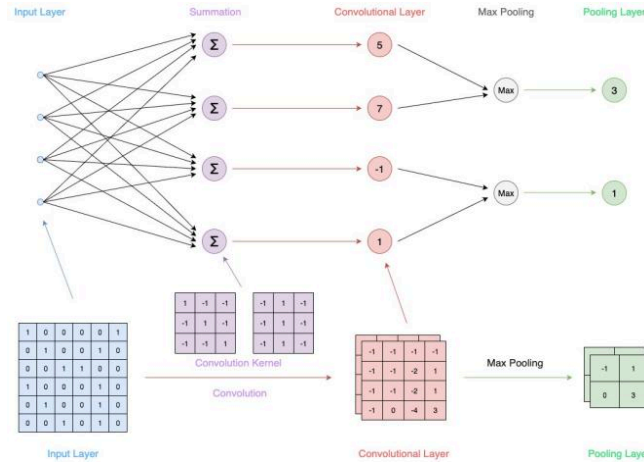 Input Layer Summation Convolutional Layer Max Pooling Pooling Layer
Σ 5
Max 3
Σ 7
Σ -1
Max 1
Σ 1
1 -1 -1 -1 1 -1
-1 1 -1 -1 1 -1
-1 -1 1 -1 1 -1
Convolution Kernel
Convolution
1 0 0 0 0 1
0 1 0 0 1 0
0 0 1 1 0 0
1 0 0 0 1 0
0 1 0 0 1 0
0 0 1 0 1 0
-1 -1 -1 -1
-1 -1 -2 1
-1 -1 -2 1
-1 0 -4 3
Max Pooling
-1 1
0 3
Input Layer Convolutional Layer Pooling Layer